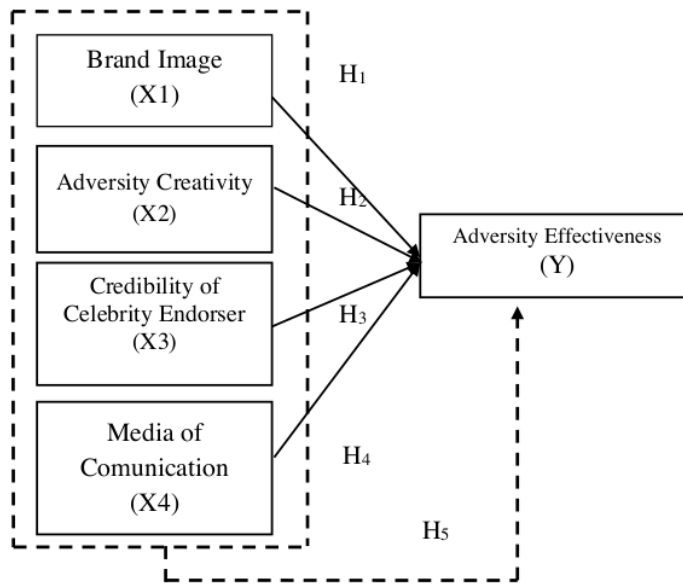 Brand Image
(X1)
H1
Adversity Creativity
(X2)
H2
Adversity Effectiveness
(Y)
Credibility of
Celebrity Endorser
(X3)
H3
Media of
Comunication
(X4)
H4
H5